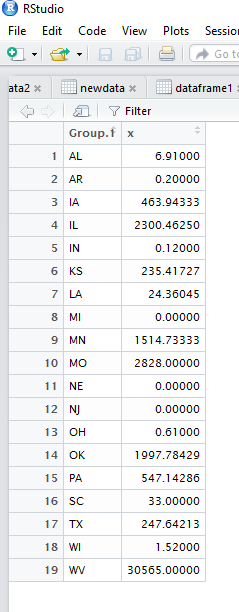 RStudio
File Edit Code View Plots Session
Go to
ata2 × newdata × dataframe1
Filter
Group.1 x
1 AL 6.91000
2 AR 0.20000
3 IA 463.94333
4 IL 2300.46250
5 IN 0.12000
6 KS 235.41727
7 LA 24.36045
8 MI 0.00000
9 MN 1514.73333
10 MO 2828.00000
11 NE 0.00000
12 NJ 0.00000
13 OH 0.61000
14 OK 1997.78429
15 PA 547.14286
16 SC 33.00000
17 TX 247.64213
18 WI 1.52000
19 WV 30565.00000